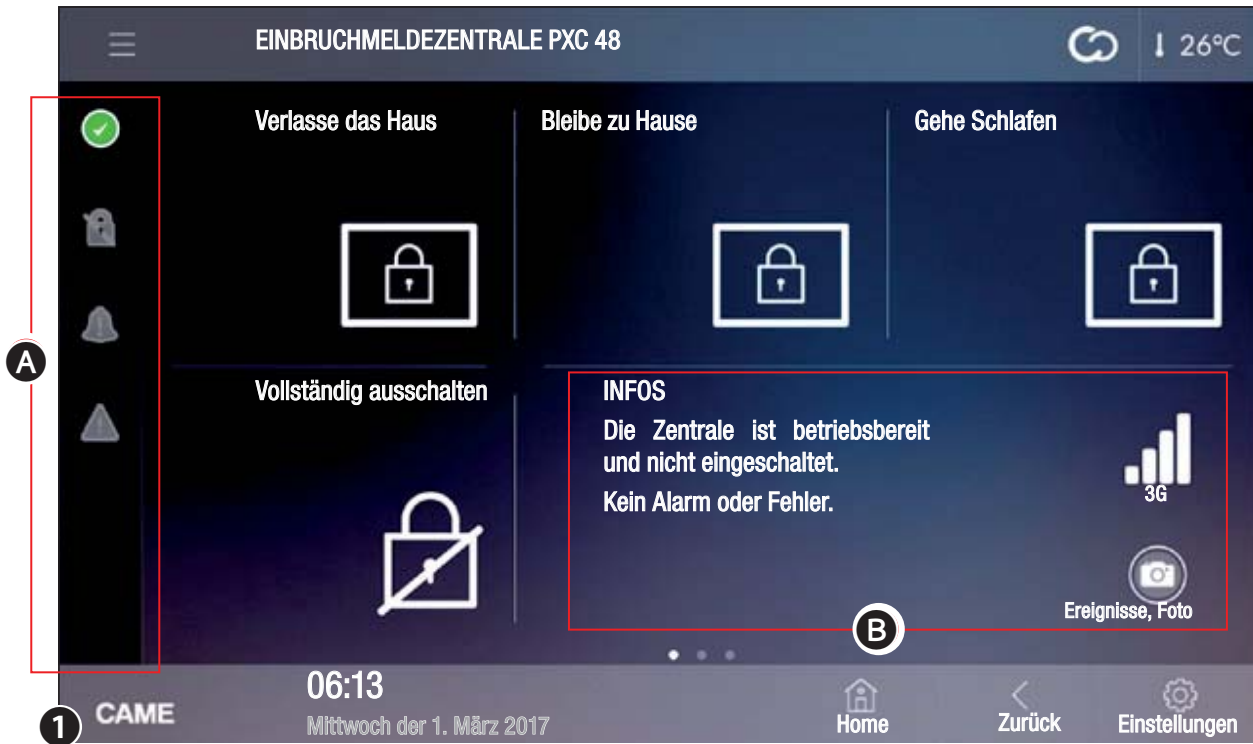 EINBRUCHMELDEZENTRALE PXC 48
26°C
Verlasse das Haus
Bleibe zu Hause
Gehe Schlafen
A
Vollständig ausschalten
INFOS
Die Zentrale ist betriebsbereit
und nicht eingeschaltet.
Kein Alarm oder Fehler.
3G
Ereignisse, Foto
B
1
CAME
06:13
Mittwoch der 1. März 2017
Home
Zurück
Einstellungen